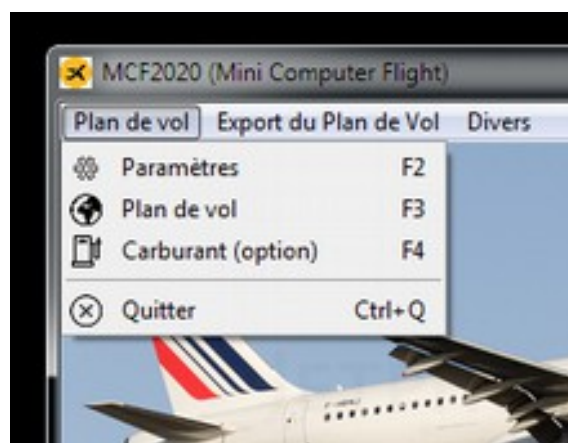 MCF2020 (Mini Computer Flight)
Plan de vol Export du Plan de Vol Divers
Paramètres F2
Plan de vol F3
Carburant (option) F4
Quitter Ctrl+Q